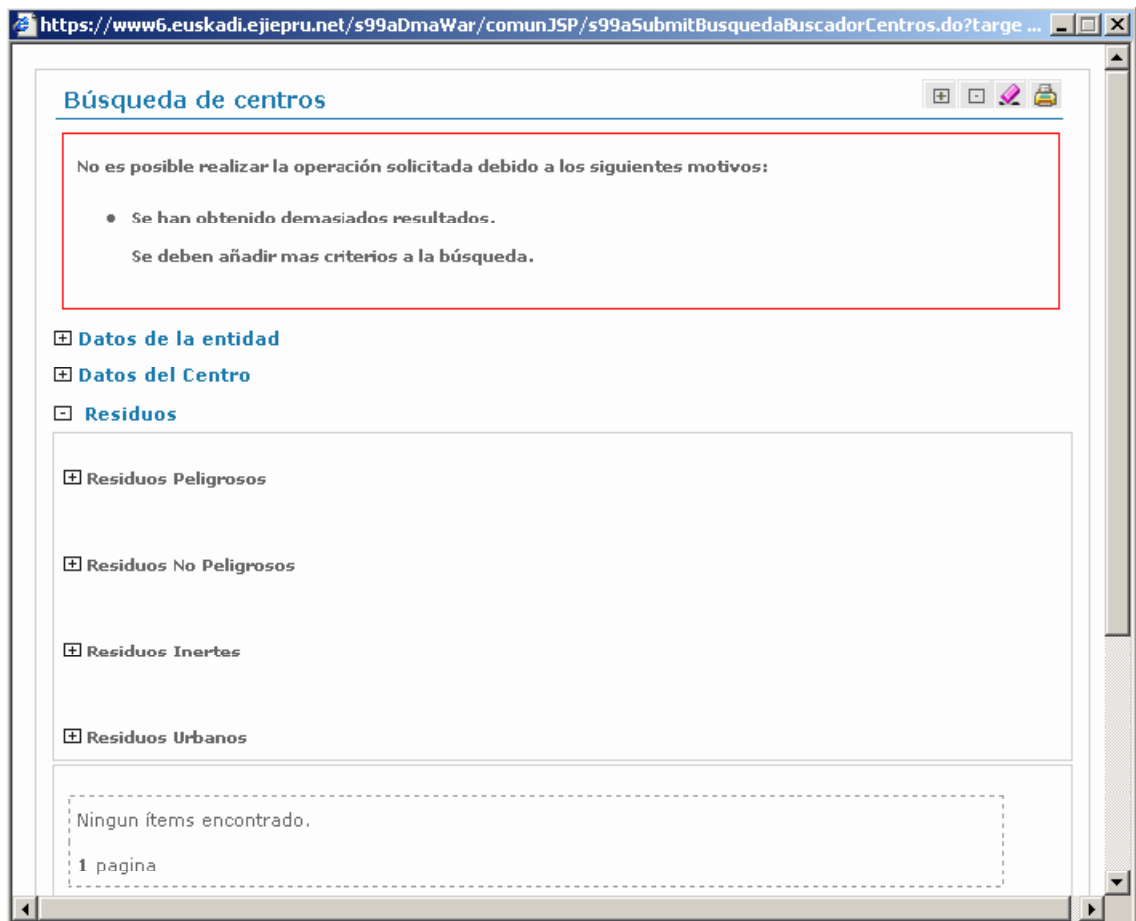 https://www6.euskadi.ejiepru.net/s99aDmaWar/comunJSP/s99aSubmitBusquedaBuscadorCentros.do?targe ...
Búsqueda de centros
No es posible realizar la operación solicitada debido a los siguientes motivos:
Se han obtenido demasiados resultados.
Se deben añadir mas criterios a la búsqueda.
Datos de la entidad
Datos del Centro
Residuos
Residuos Peligrosos
Residuos No Peligrosos
Residuos Inertes
Residuos Urbanos
Ningun ítems encontrado.
1 pagina